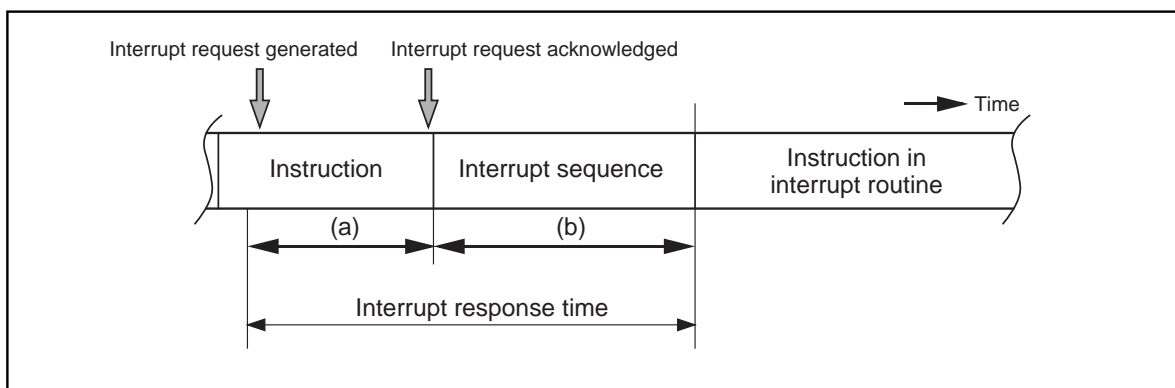 Interrupt request generated
Interrupt request acknowledged
Time
Instruction
Interrupt sequence
Instruction in
interrupt routine
(a)
(b)
Interrupt response time